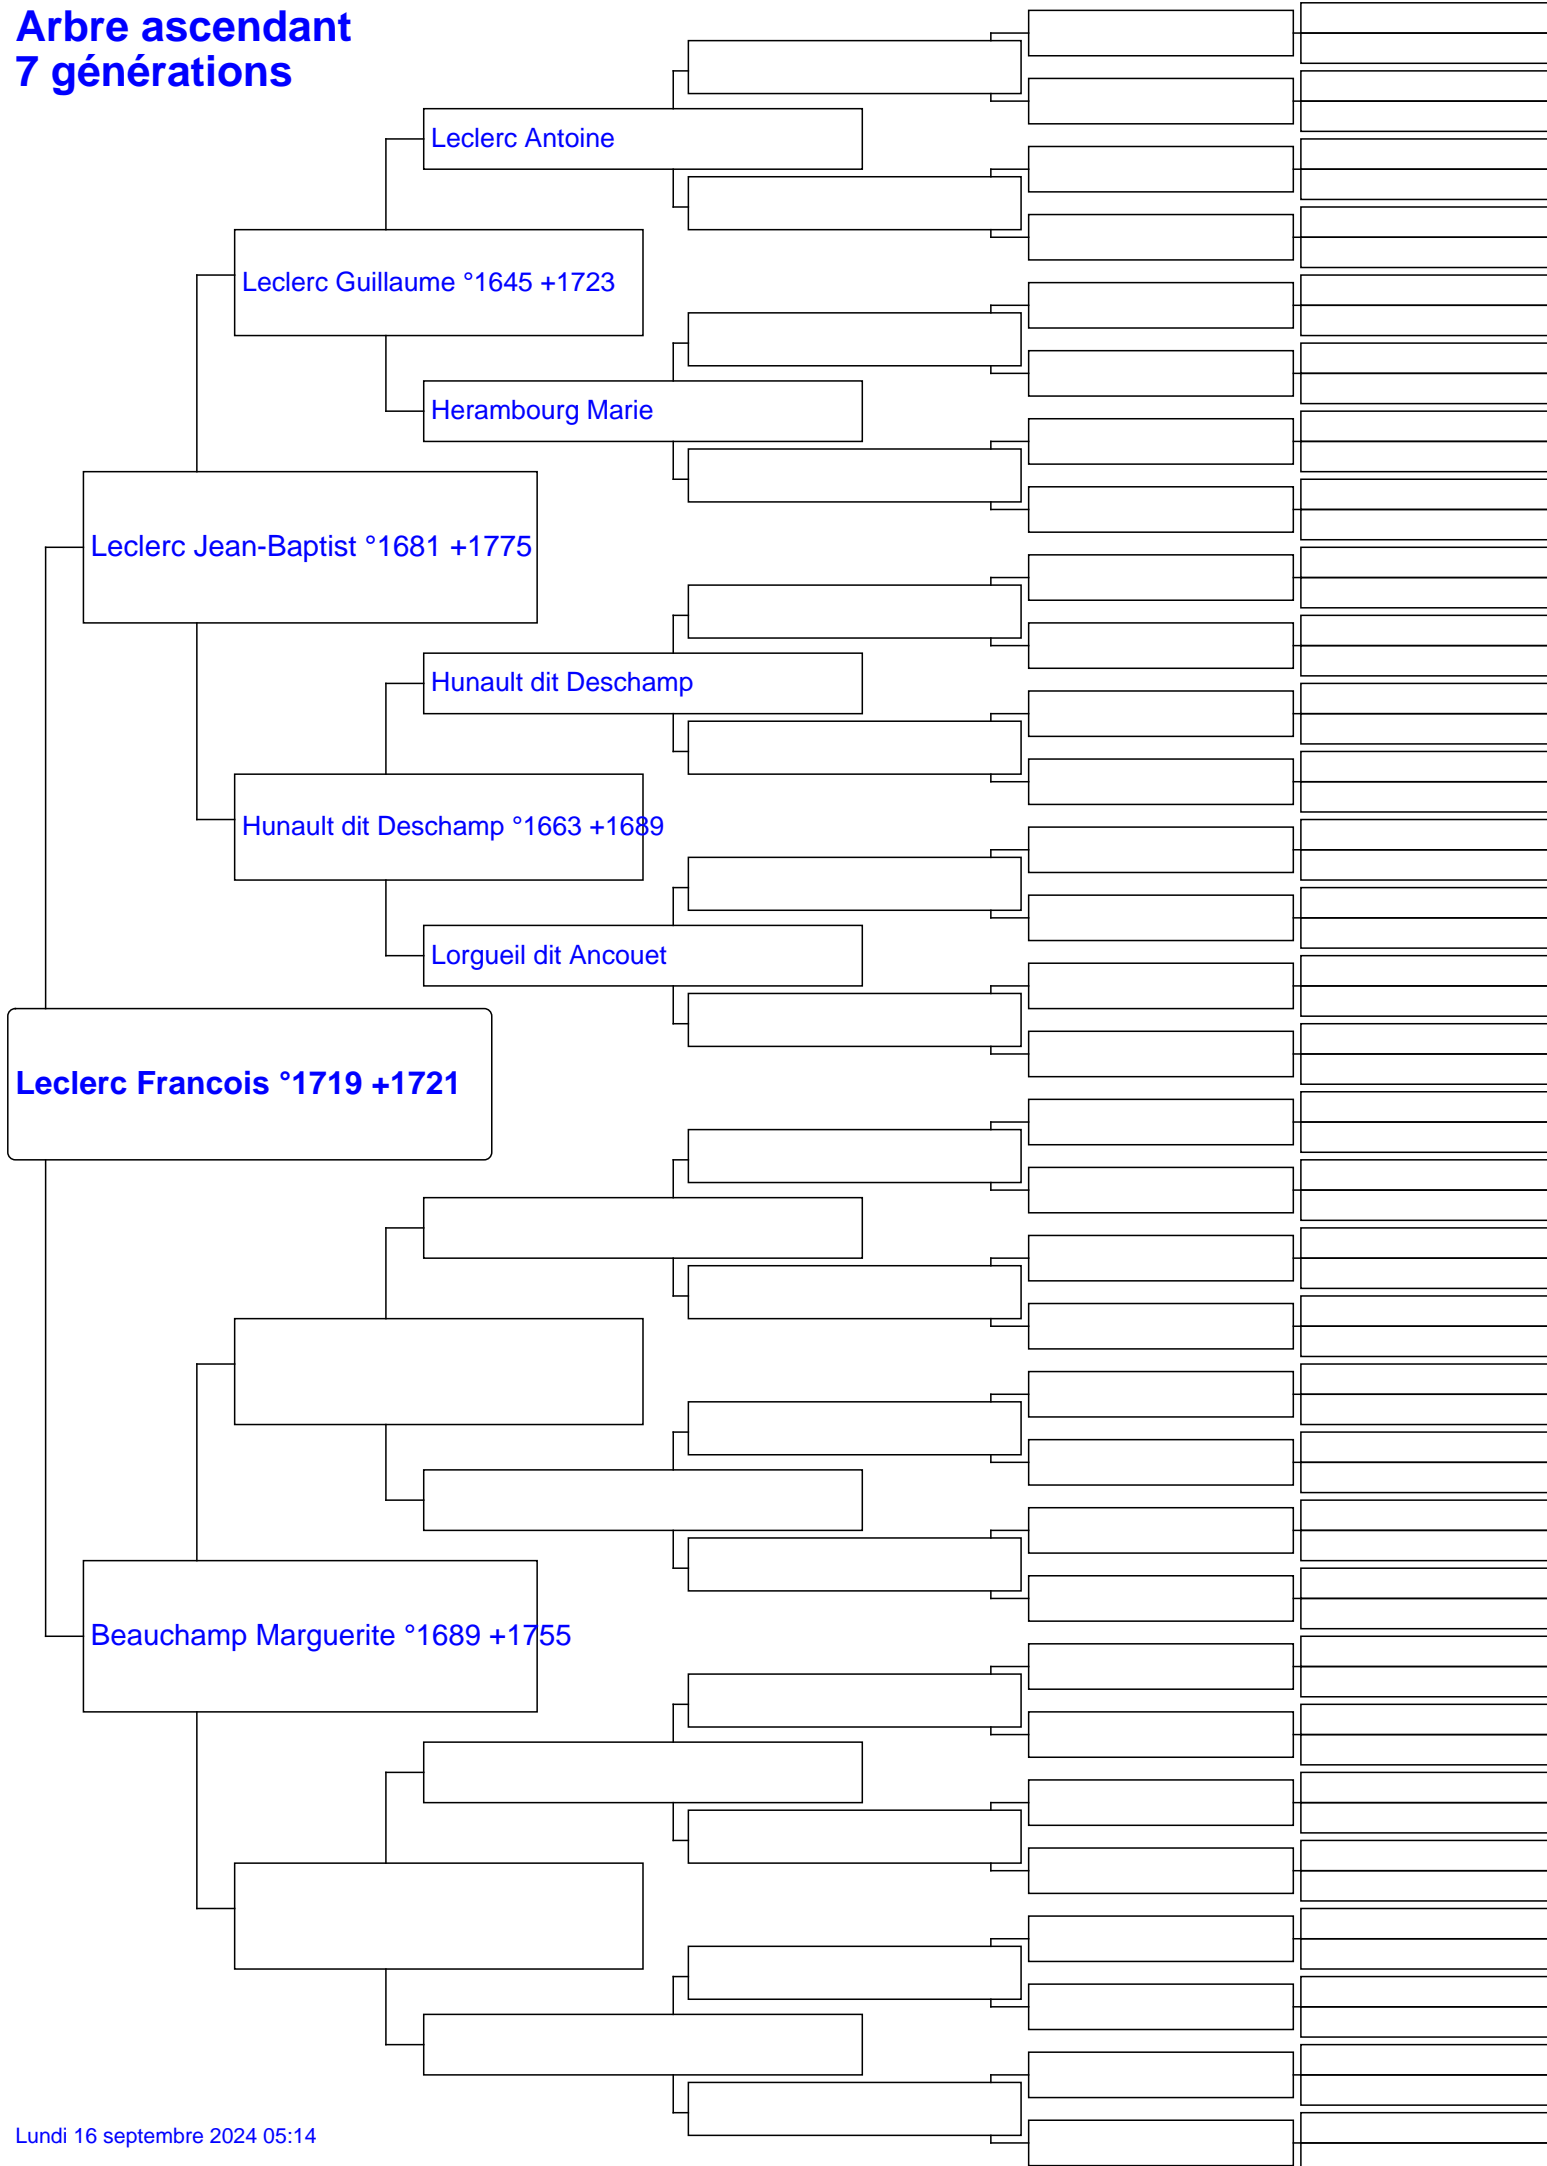 Arbre ascendant
7 générations
Leclerc Antoine
Leclerc Guillaume °1645 +1723
Herambourg Marie
Leclerc Jean-Baptist °1681 +1775
Hunault dit Deschamp
Hunault dit Deschamp °1663 +1689
Lorgueil dit Ancouet
Leclerc Francois °1719 +1721
Beauchamp Marguerite °1689 +1755
Lundi 16 septembre 2024 05:14